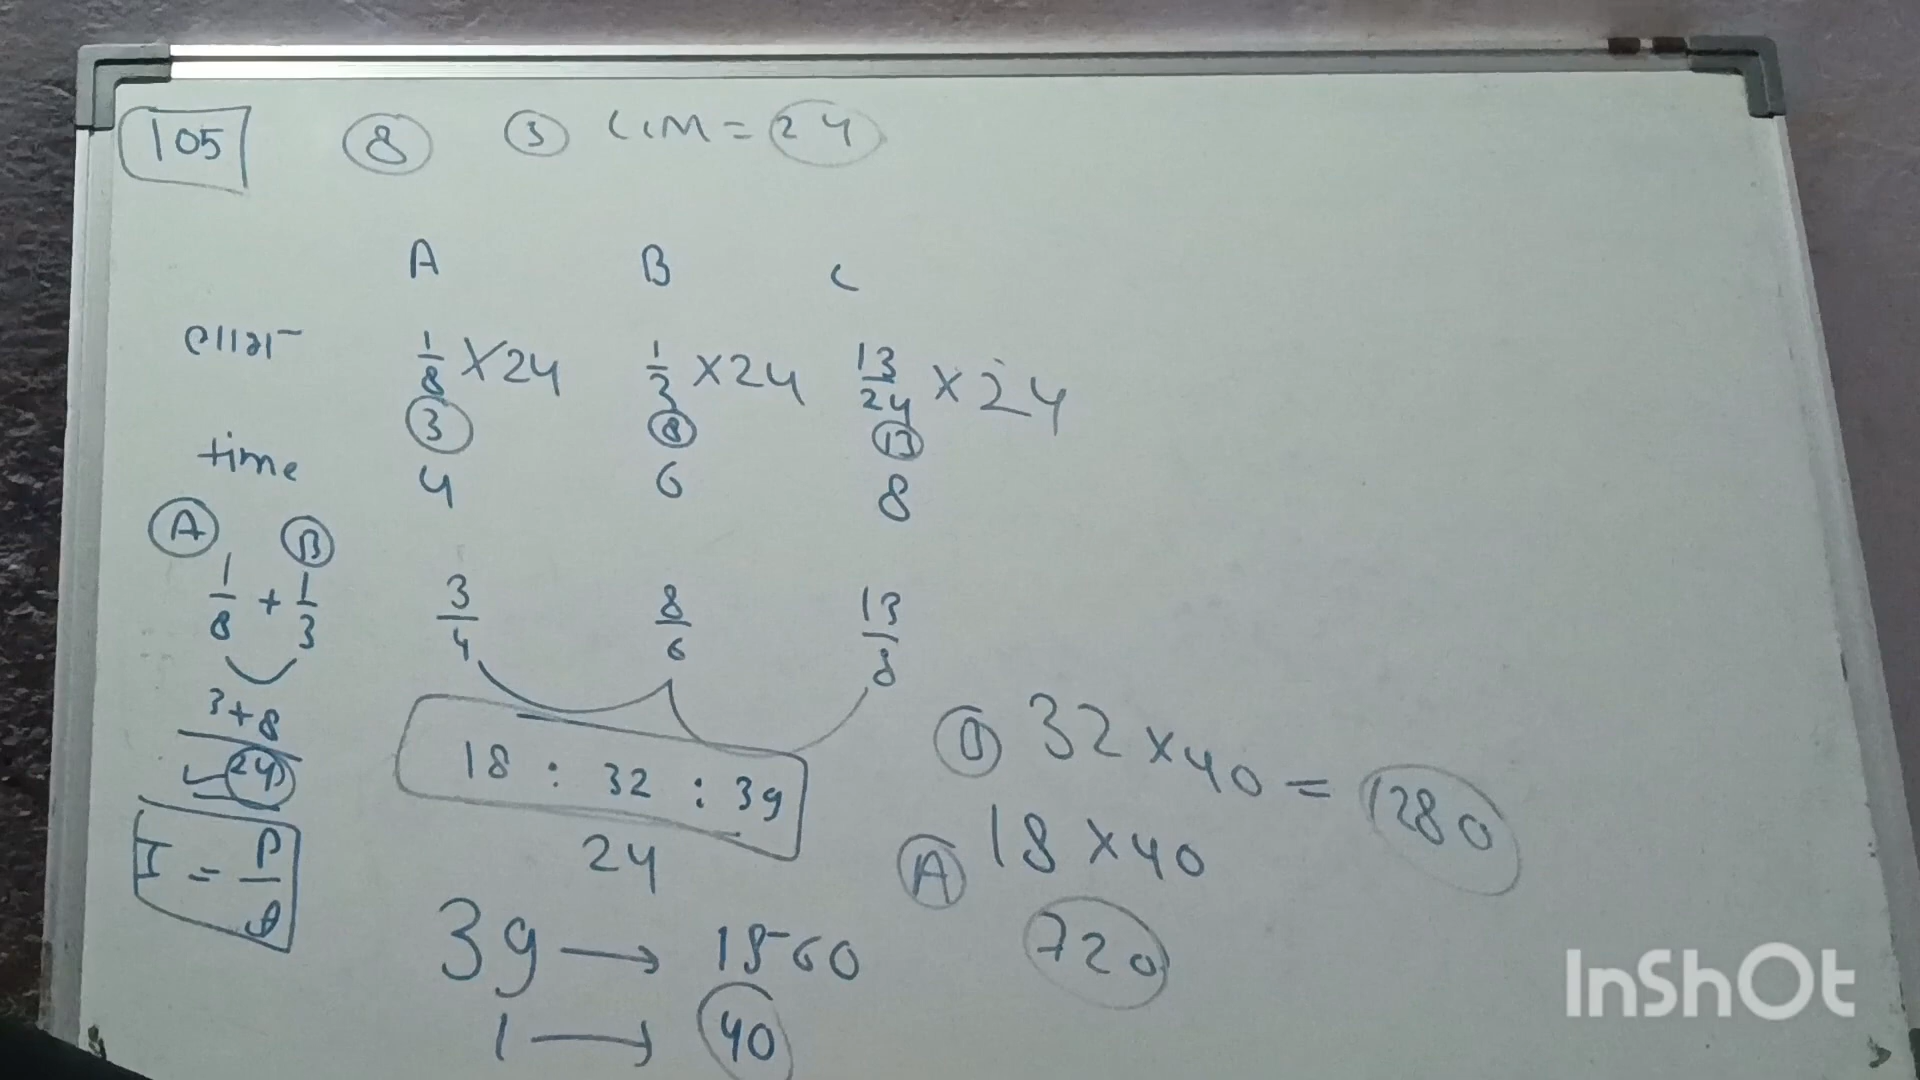 105 8 3 LCM = 24
A B C
1/8 × 24 1/3 × 24 13/24 × 24
3 8 13
time 4 6 8
A B
1/8 + 1/3 3/4 8/6 13/8
3+8
24
18 : 32 : 39
24
B 32 × 40 = 1280
A 18 × 40
720
I = P
39 → 1560
1 → 40
InShOt